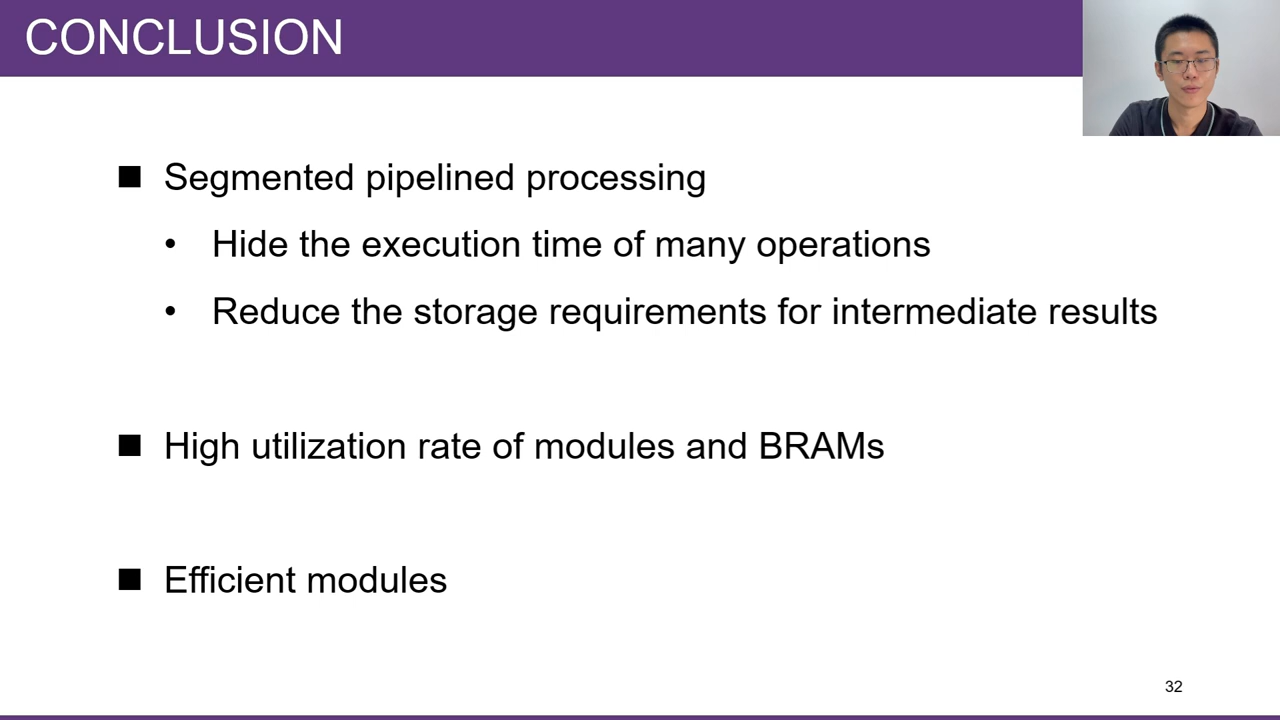 CONCLUSION
■ Segmented pipelined processing
• Hide the execution time of many operations
• Reduce the storage requirements for intermediate results
■ High utilization rate of modules and BRAMs
■ Efficient modules
32